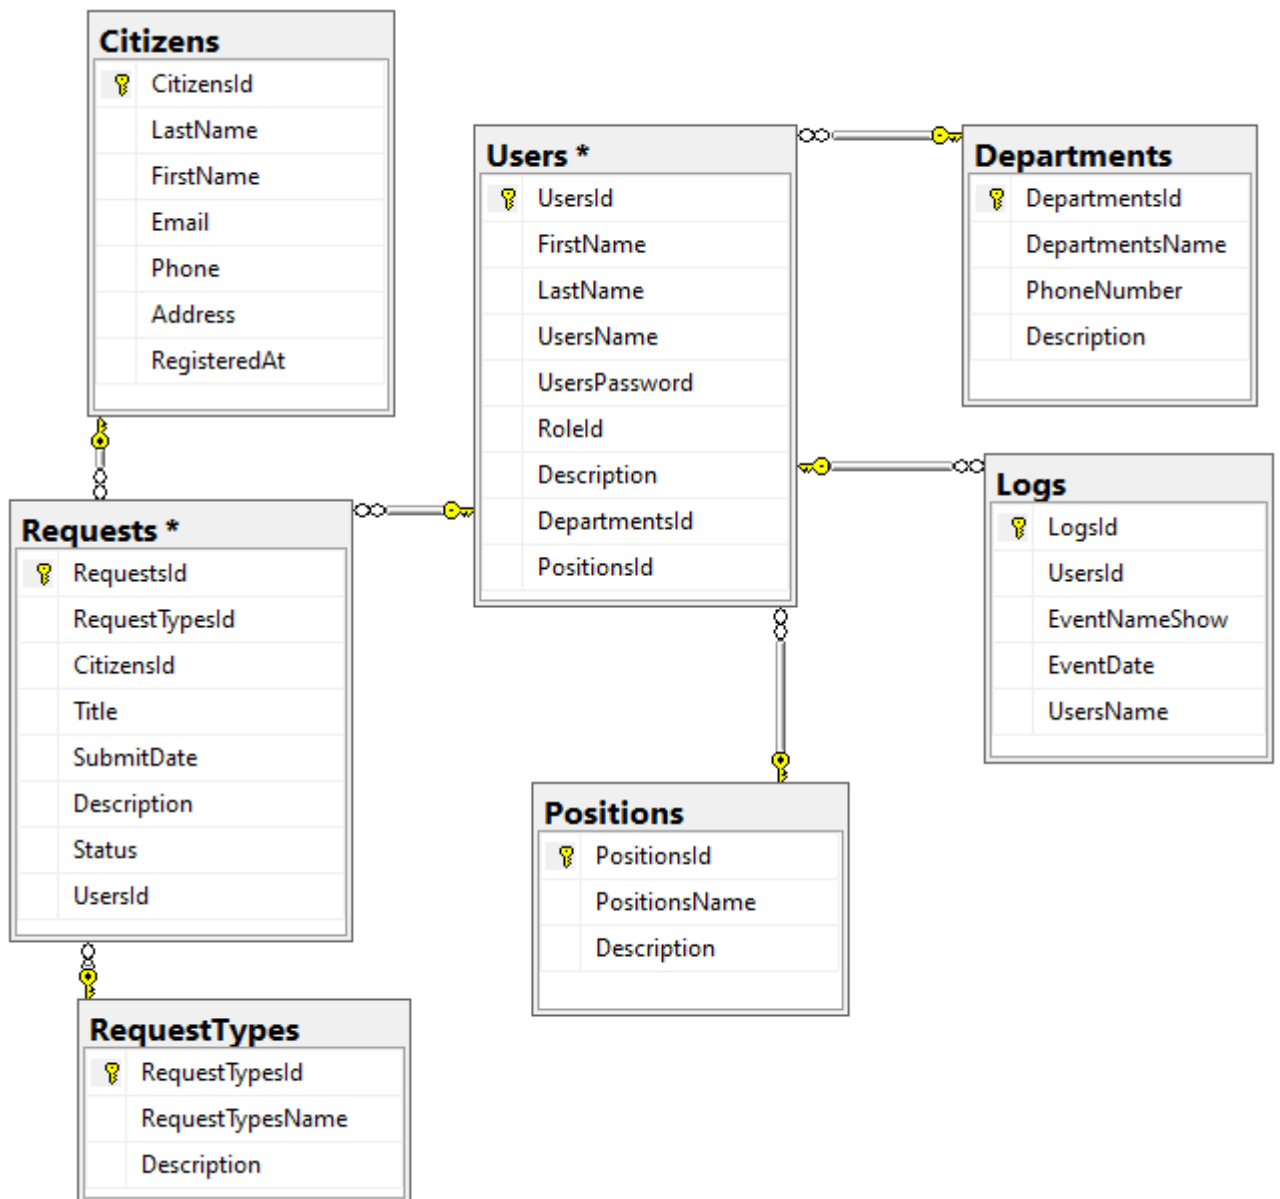 Citizens
CitizensId
LastName
FirstName
Email
Phone
Address
RegisteredAt
Users *
UsersId
FirstName
LastName
UsersName
UsersPassword
RoleId
Description
DepartmentsId
PositionsId
Departments
DepartmentsId
DepartmentsName
PhoneNumber
Description
Logs
LogsId
UsersId
EventNameShow
EventDate
UsersName
Requests *
RequestsId
RequestTypesId
CitizensId
Title
SubmitDate
Description
Status
UsersId
Positions
PositionsId
PositionsName
Description
RequestTypes
RequestTypesId
RequestTypesName
Description